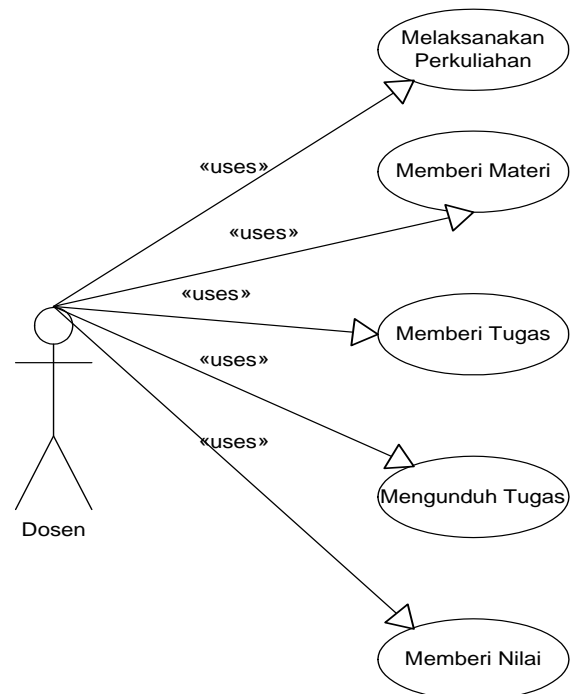 Melaksanakan
Perkuliahan
«uses»
Memberi Materi
«uses»
«uses»
Memberi Tugas
«uses»
«uses»
Mengunduh Tugas
Dosen
Memberi Nilai